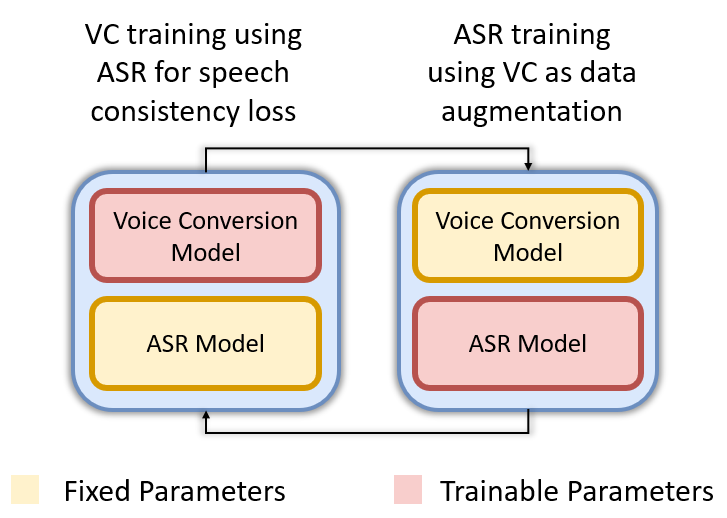 VC training using
ASR for speech
consistency loss
ASR training
using VC as data
augmentation
Voice Conversion
Model
ASR Model
Voice Conversion
Model
ASR Model
Fixed Parameters
Trainable Parameters